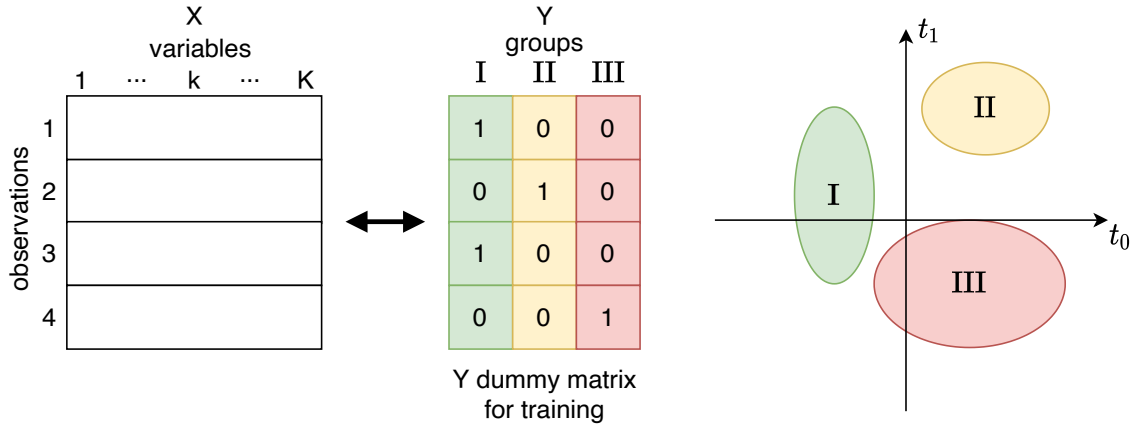 X
variables
1 ... k ... K
observations
1
2
3
4
Y
groups
I II III
1 0 0
0 1 0
1 0 0
0 0 1
Y dummy matrix
for training
t₁
t₀
I
II
III